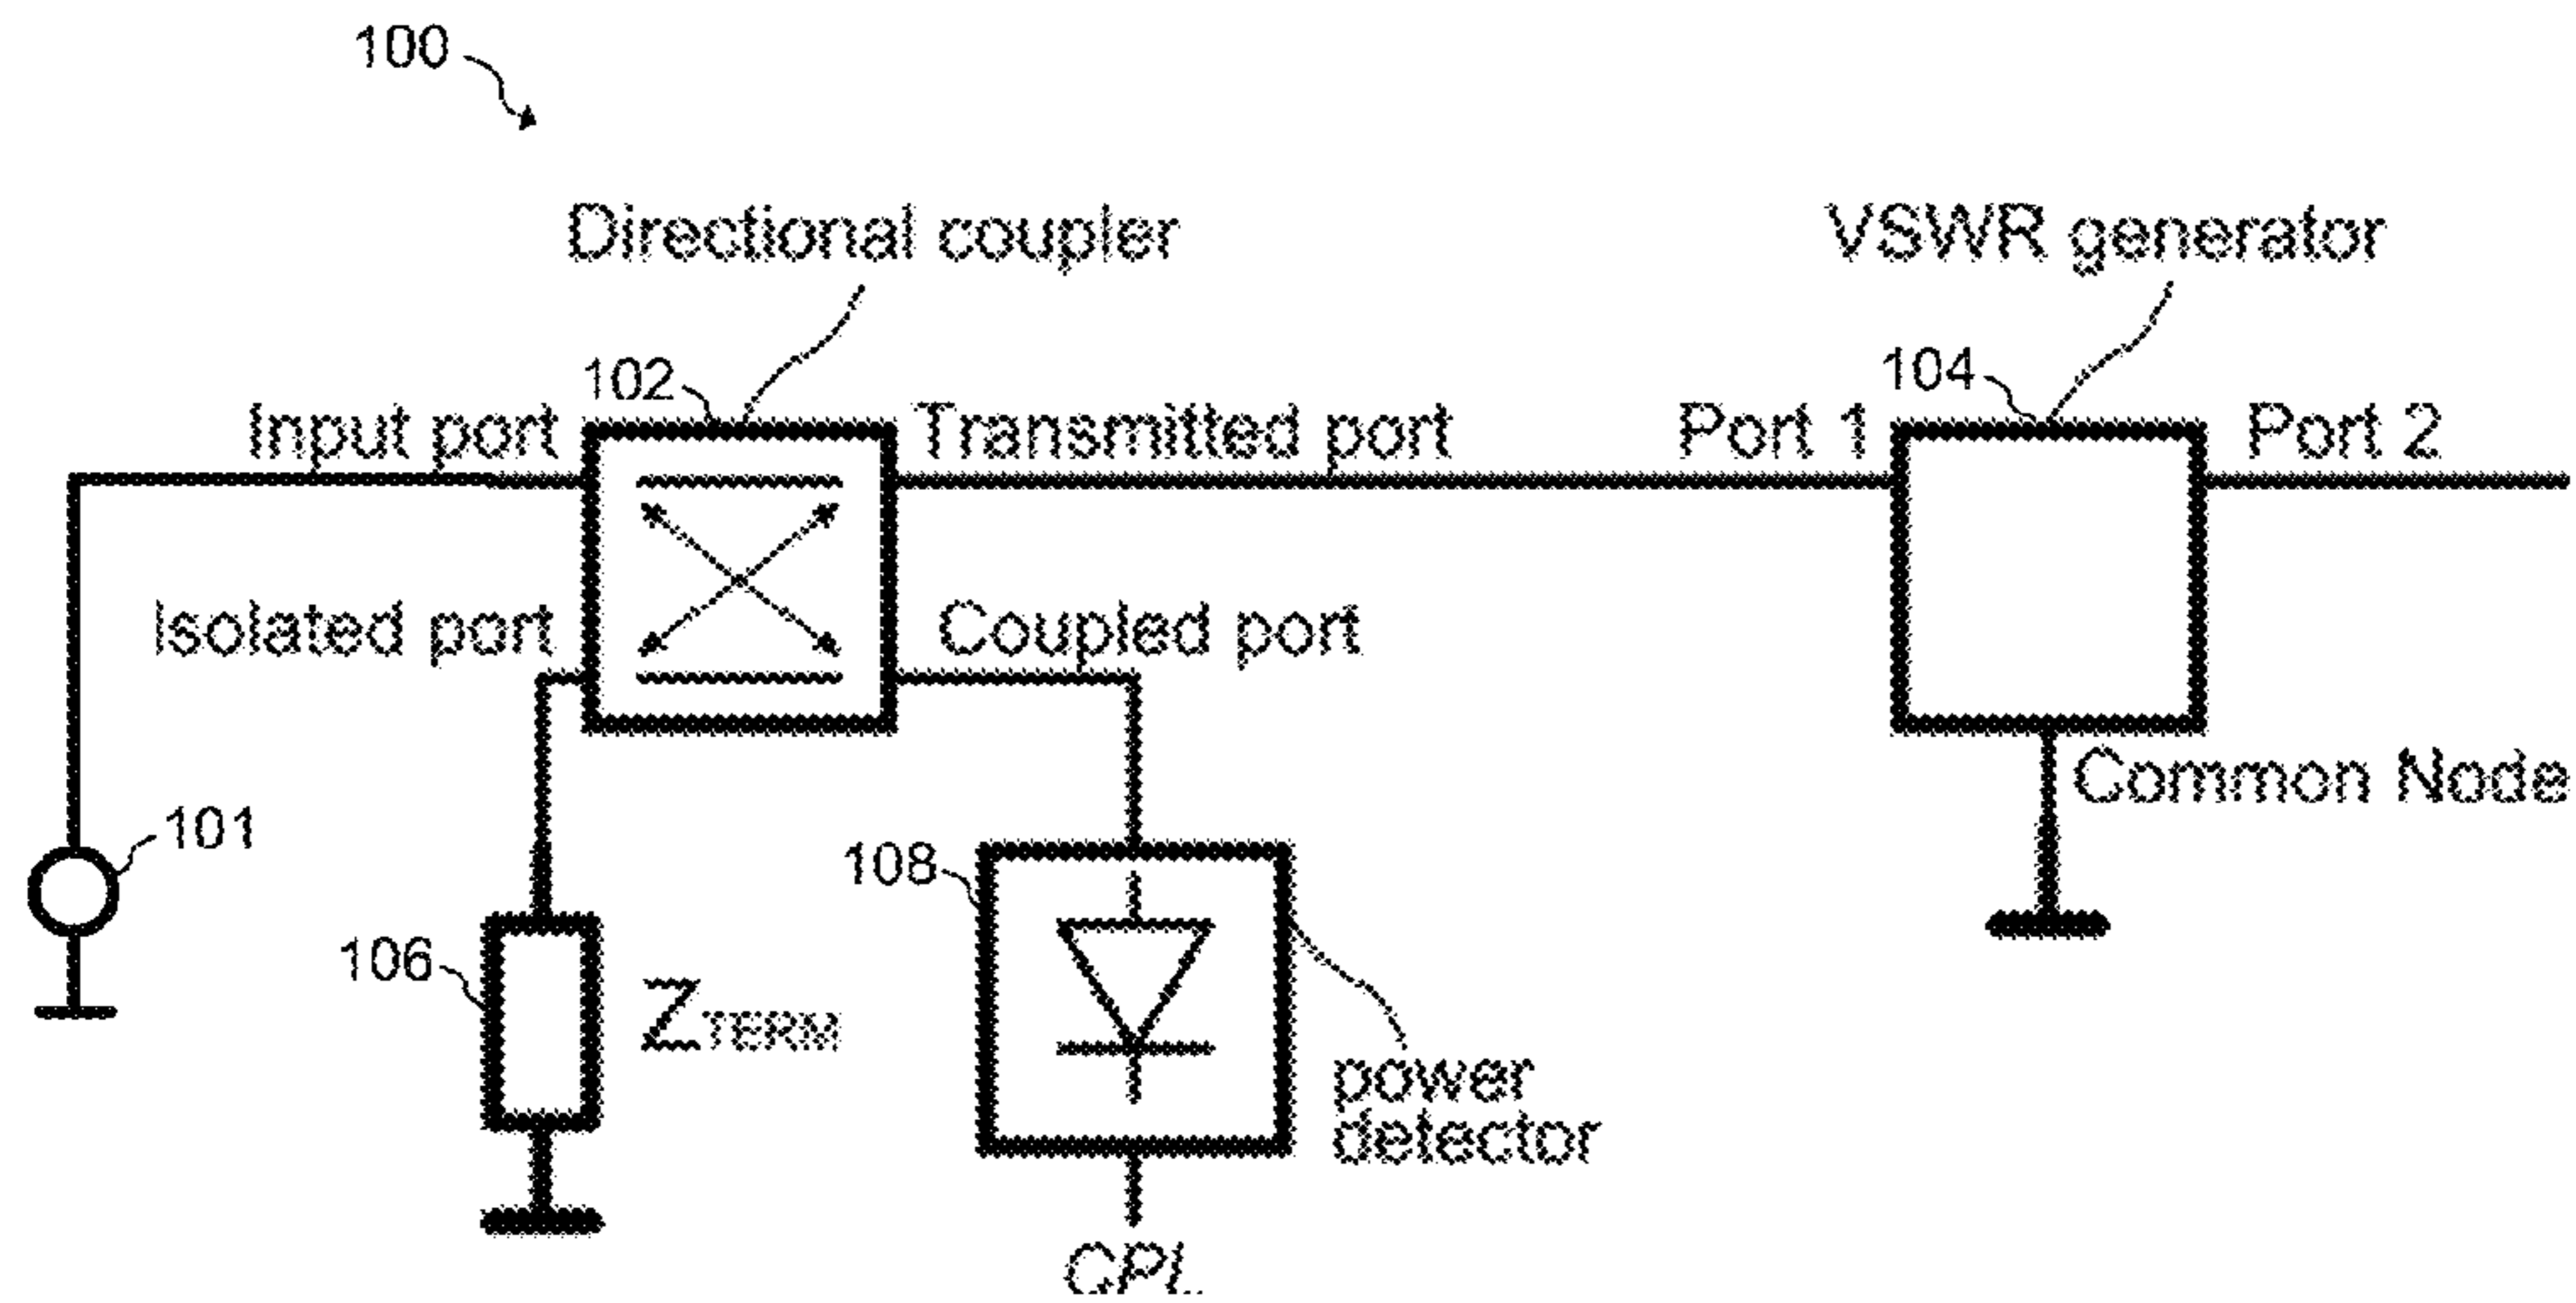 100
Directional coupler
VSWR generator
102
104
Input port
Transmitted port
Port 1
Port 2
Isolated port
Coupled port
Common Node
101
108
106
ZTERM
power
detector
CPL